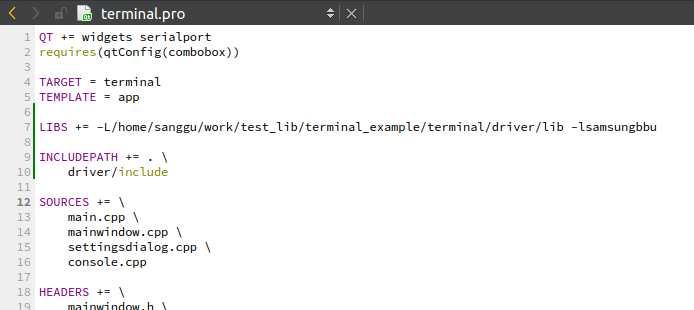 terminal.pro
1 QT += widgets serialport
2 requires(qtConfig(combobox))
3
4 TARGET = terminal
5 TEMPLATE = app
6
7 LIBS += -L/home/sanggu/work/test_lib/terminal_example/terminal/driver/lib -lsamsungbbu
8
9 INCLUDEPATH += . \
10 driver/include
11
12 SOURCES += \
13 main.cpp \
14 mainwindow.cpp \
15 settingsdialog.cpp \
16 console.cpp
17
18 HEADERS += \
19 mainwindow.h \